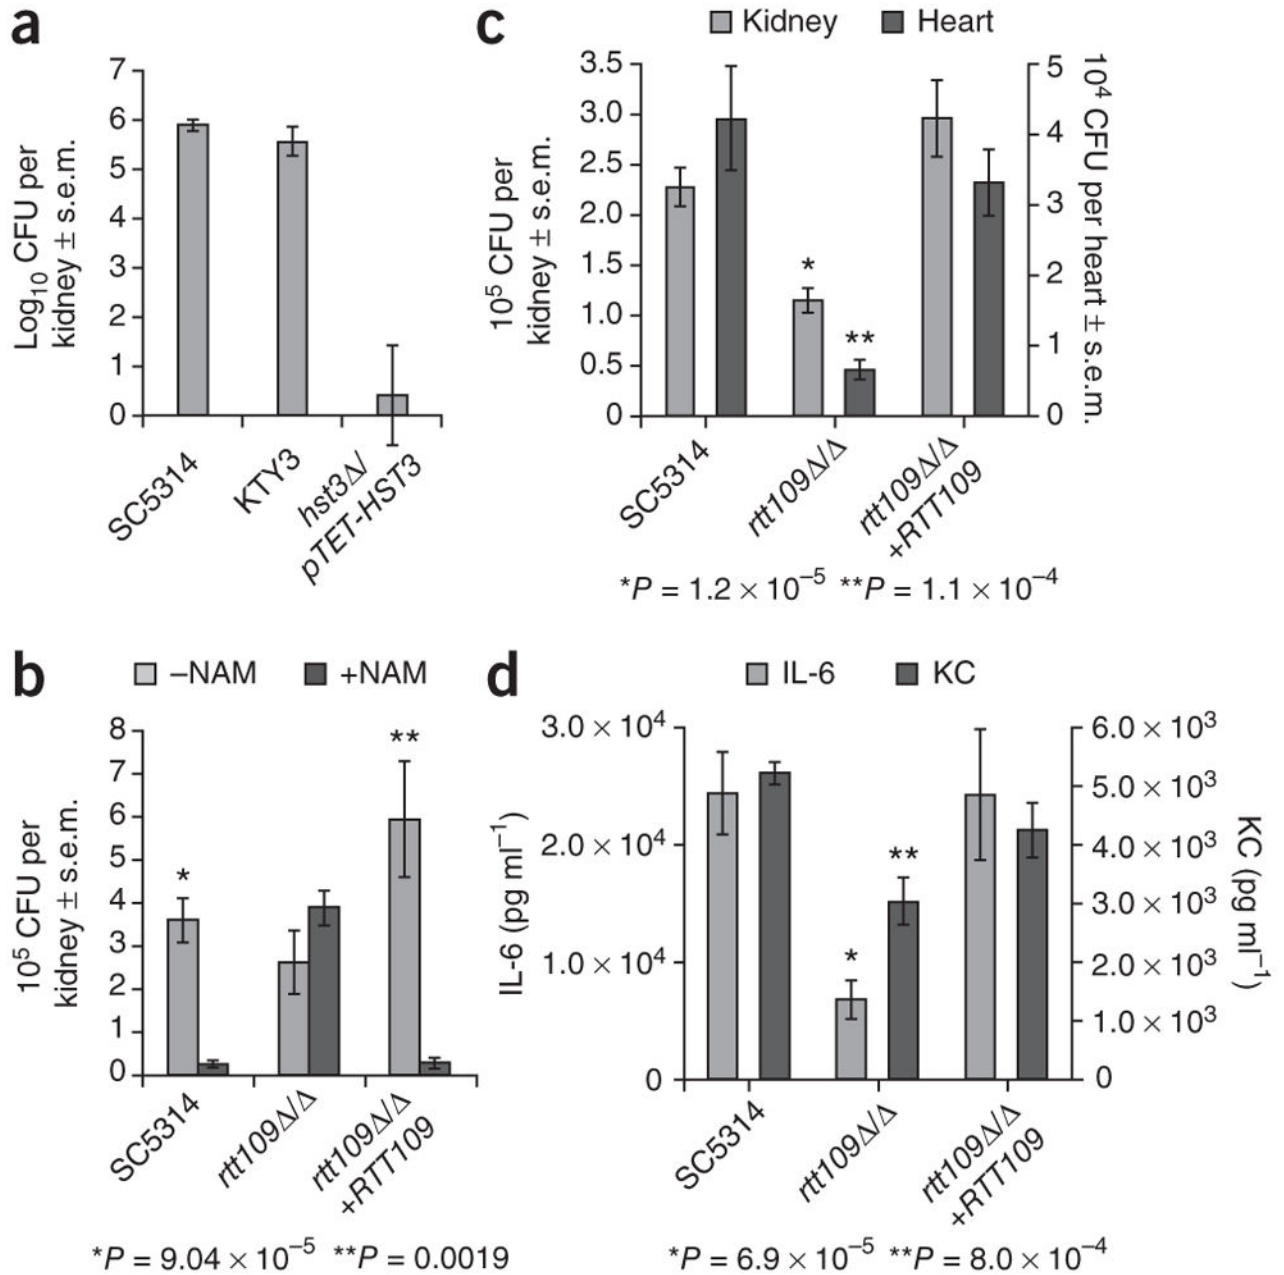 a
7
6
5
4
3
2
1
0
Log10 CFU per
kidney ± s.e.m.
SC5314
KTY3
hst3Δ/
pTET-HST3
c
Kidney
Heart
3.5
3.0
2.5
2.0
1.5
1.0
0.5
0
10^5 CFU per
kidney ± s.e.m.
*
**
5
4
3
2
1
0
10^4 CFU per heart ± s.e.m.
SC5314
rtt109Δ/Δ
rtt109Δ/Δ
+RTT109
*P = 1.2 × 10^–5 **P = 1.1 × 10^–4
b
–NAM
+NAM
8
7
6
5
4
3
2
1
0
10^5 CFU per
kidney ± s.e.m.
*
**
SC5314
rtt109Δ/Δ
rtt109Δ/Δ
+RTT109
*P = 9.04 × 10^–5 **P = 0.0019
d
IL-6
KC
3.0 × 10^4
2.0 × 10^4
1.0 × 10^4
0
IL-6 (pg ml^–1)
*
**
6.0 × 10^3
5.0 × 10^3
4.0 × 10^3
3.0 × 10^3
2.0 × 10^3
1.0 × 10^3
0
KC (pg ml^–1)
SC5314
rtt109Δ/Δ
rtt109Δ/Δ
+RTT109
*P = 6.9 × 10^–5 **P = 8.0 × 10^–4